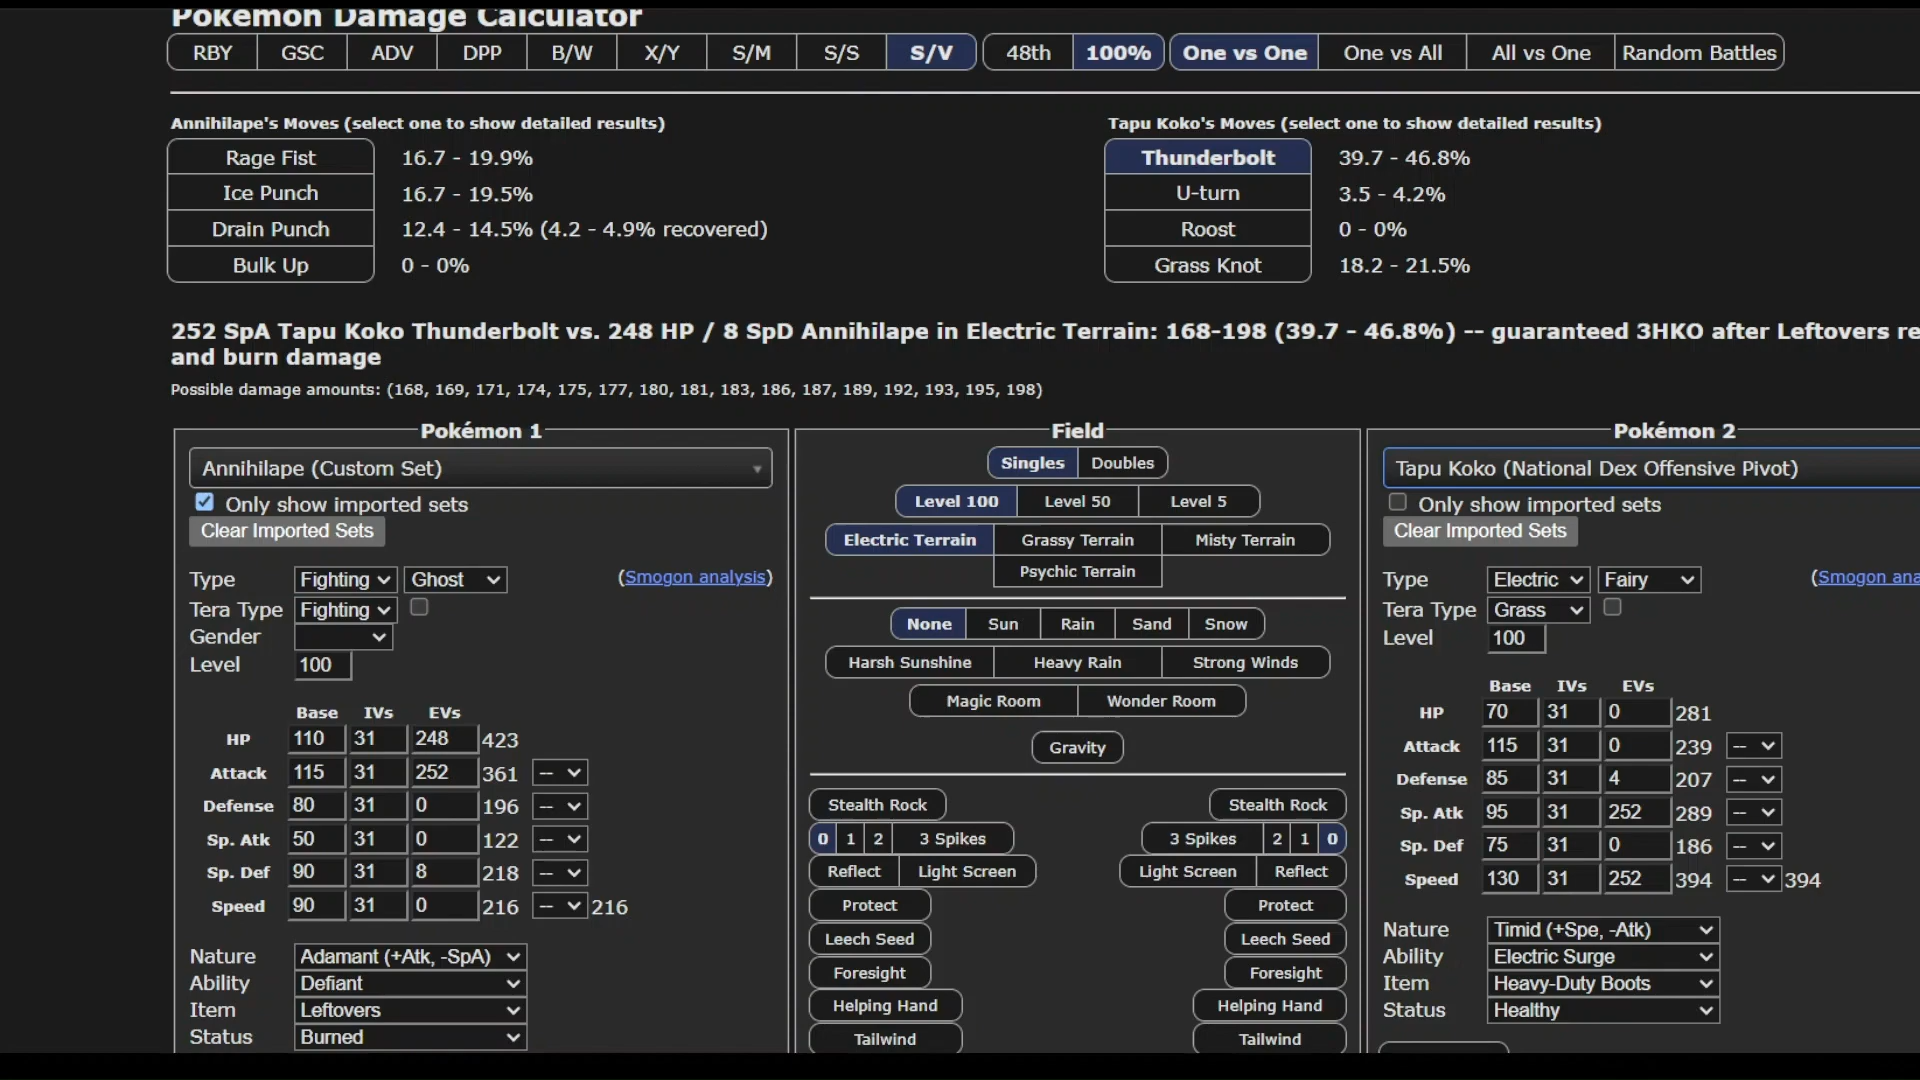 Pokémon Damage Calculator
RBY GSC ADV DPP B/W X/Y S/M S/S S/V 48th 100% One vs One One vs All All vs One Random Battles
Annihilape's Moves (select one to show detailed results)
Rage Fist 16.7 - 19.9%
Ice Punch 16.7 - 19.5%
Drain Punch 12.4 - 14.5% (4.2 - 4.9% recovered)
Bulk Up 0 - 0%
Tapu Koko's Moves (select one to show detailed results)
Thunderbolt 39.7 - 46.8%
U-turn 3.5 - 4.2%
Roost 0 - 0%
Grass Knot 18.2 - 21.5%
252 SpA Tapu Koko Thunderbolt vs. 248 HP / 8 SpD Annihilape in Electric Terrain: 168-198 (39.7 - 46.8%) -- guaranteed 3HKO after Leftovers re
and burn damage
Possible damage amounts: (168, 169, 171, 174, 175, 177, 180, 181, 183, 186, 187, 189, 192, 193, 195, 198)
Pokémon 1
Annihilape (Custom Set)
Only show imported sets
Clear Imported Sets
Type Fighting Ghost (Smogon analysis)
Tera Type Fighting
Gender
Level 100
Base IVs EVs
HP 110 31 248 423
Attack 115 31 252 361 --
Defense 80 31 0 196 --
Sp. Atk 50 31 0 122 --
Sp. Def 90 31 8 218 --
Speed 90 31 0 216 -- 216
Nature Adamant (+Atk, -SpA)
Ability Defiant
Item Leftovers
Status Burned
Field
Singles Doubles
Level 100 Level 50 Level 5
Electric Terrain Grassy Terrain Misty Terrain
Psychic Terrain
None Sun Rain Sand Snow
Harsh Sunshine Heavy Rain Strong Winds
Magic Room Wonder Room
Gravity
Stealth Rock Stealth Rock
0 1 2 3 Spikes 3 Spikes 2 1 0
Reflect Light Screen Light Screen Reflect
Protect Protect
Leech Seed Leech Seed
Foresight Foresight
Helping Hand Helping Hand
Tailwind Tailwind
Pokémon 2
Tapu Koko (National Dex Offensive Pivot)
Only show imported sets
Clear Imported Sets
Type Electric Fairy (Smogon ana
Tera Type Grass
Level 100
Base IVs EVs
HP 70 31 0 281
Attack 115 31 0 239 --
Defense 85 31 4 207 --
Sp. Atk 95 31 252 289 --
Sp. Def 75 31 0 186 --
Speed 130 31 252 394 -- 394
Nature Timid (+Spe, -Atk)
Ability Electric Surge
Item Heavy-Duty Boots
Status Healthy